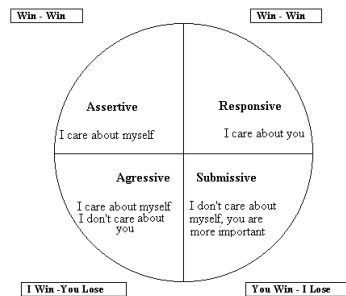 Win - Win
Win - Win
Assertive
I care about myself
Responsive
I care about you
Agressive
I care about myself
I don't care about
you
Submissive
I don't care about
myself, you are
more important
I Win -You Lose
You Win - I Lose